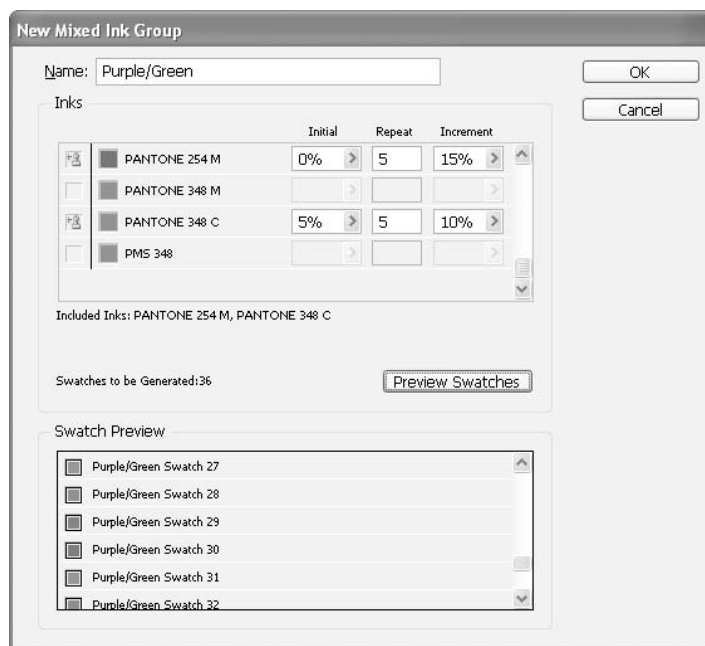 New Mixed Ink Group
Name: Purple/Green
OK
Cancel
Inks
Initial Repeat Increment
PANTONE 254 M 0% 5 15%
PANTONE 348 M
PANTONE 348 C 5% 5 10%
PMS 348
Included Inks: PANTONE 254 M, PANTONE 348 C
Swatches to be Generated:36
Preview Swatches
Swatch Preview
Purple/Green Swatch 27
Purple/Green Swatch 28
Purple/Green Swatch 29
Purple/Green Swatch 30
Purple/Green Swatch 31
Purple/Green Swatch 32